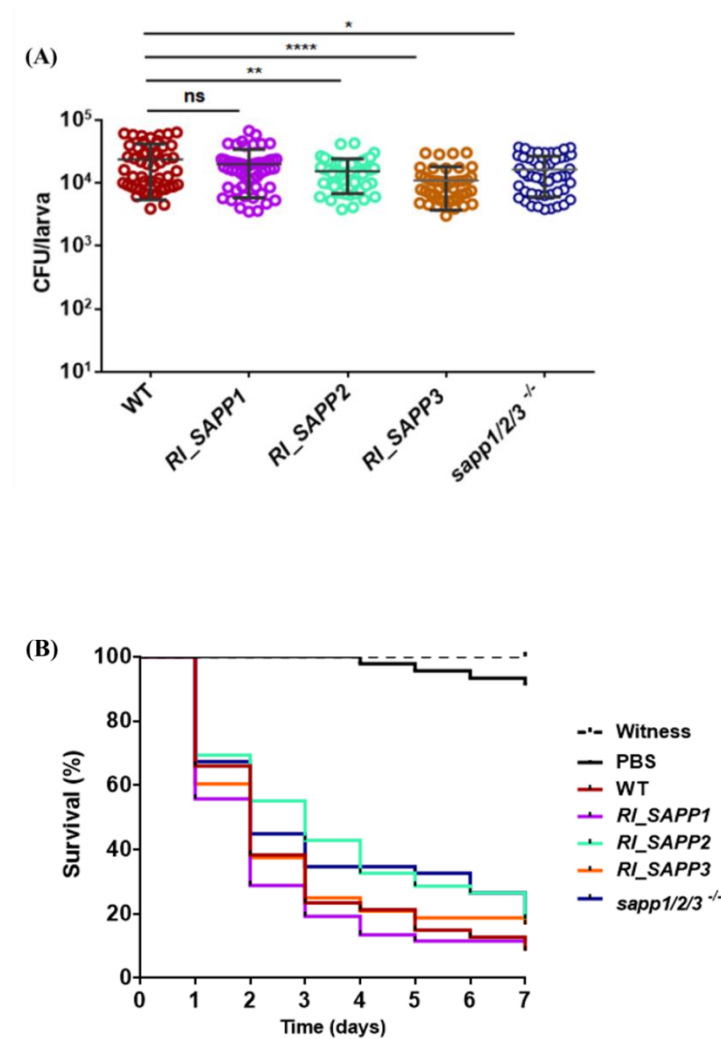 (A)
*
****
**
ns
CFU/larva
10⁵
10⁴
10³
10²
10¹
WT
RI_SAPP1
RI_SAPP2
RI_SAPP3
sapp1/2/3 -/-
(B)
Survival (%)
100
80
60
40
20
0
0 1 2 3 4 5 6 7
Time (days)
Witness
PBS
WT
RI_SAPP1
RI_SAPP2
RI_SAPP3
sapp1/2/3 -/-